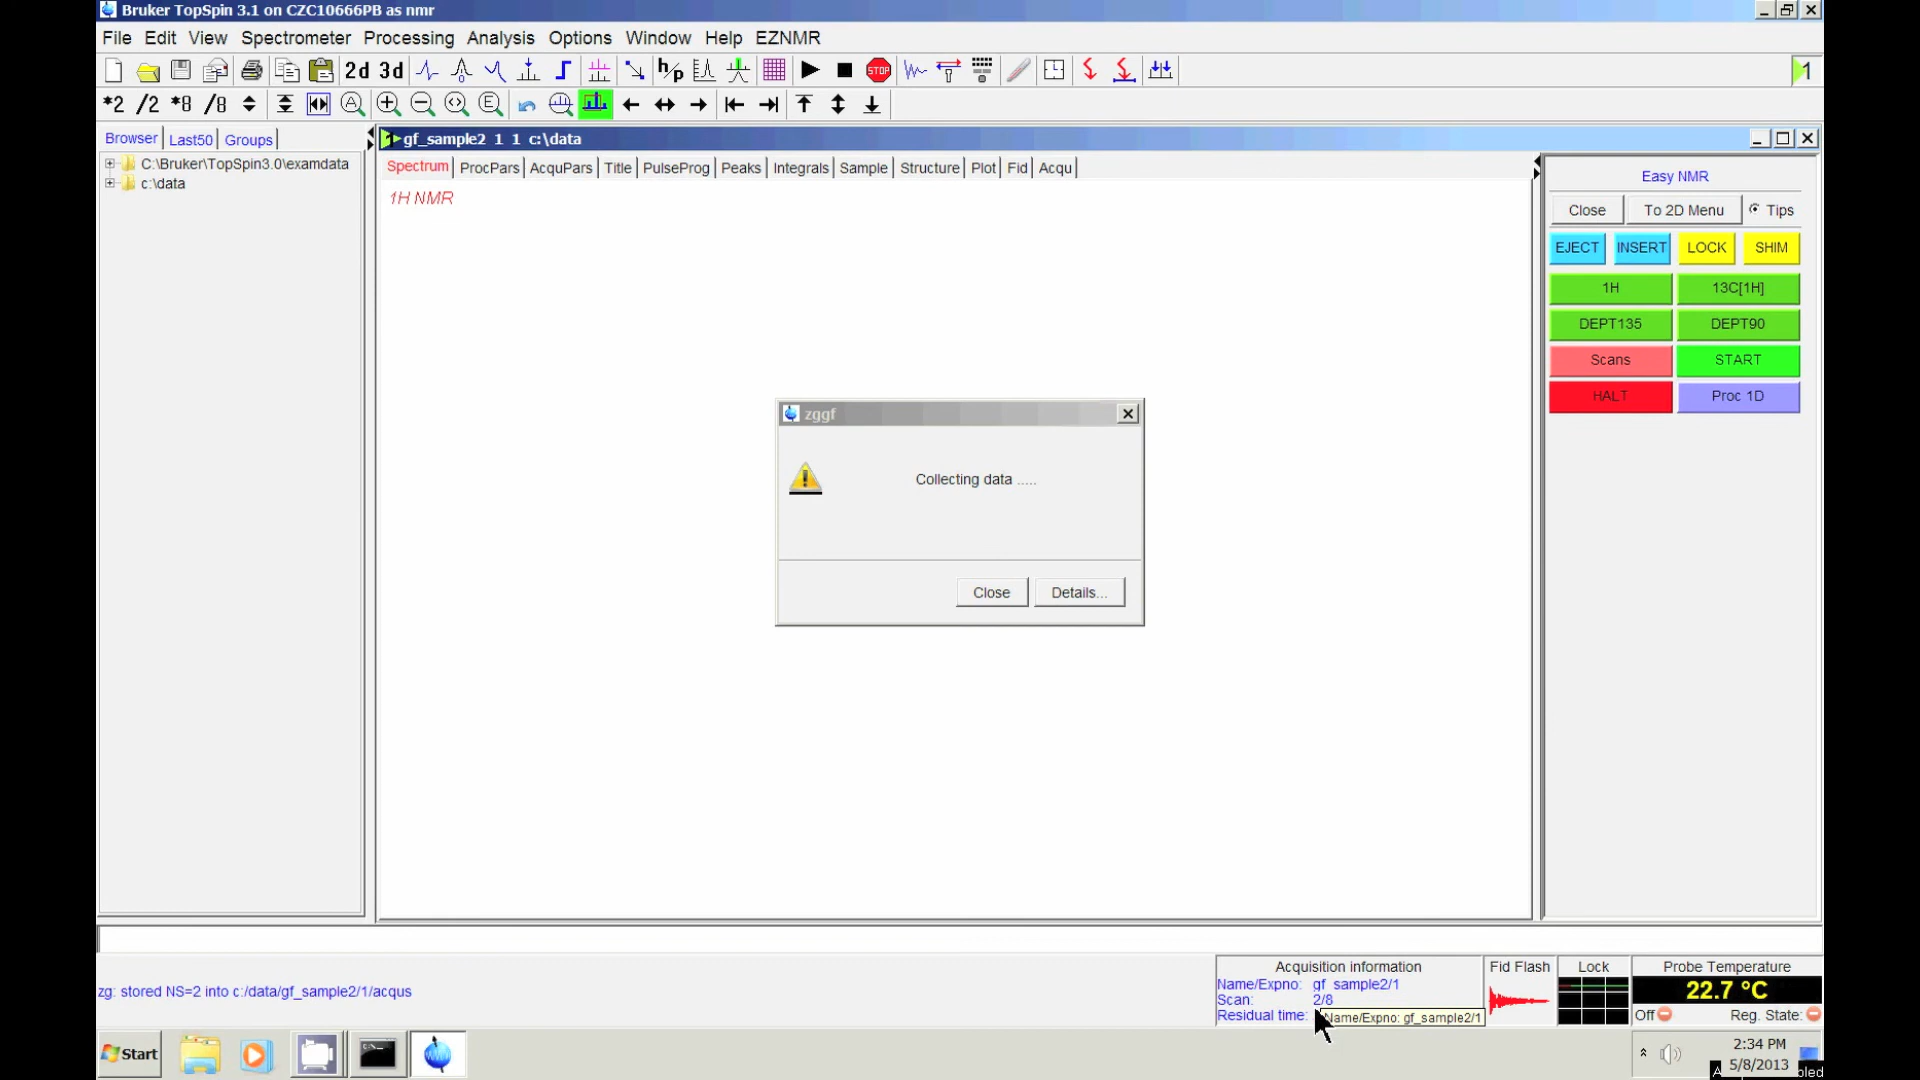 Bruker TopSpin 3.1 on CZC10666PB as nmr
File Edit View Spectrometer Processing Analysis Options Window Help EZNMR
2d 3d h/p STOP 1
*2 /2 *8 /8 A E
Browser Last50 Groups
C:\Bruker\TopSpin3.0\examdata
c:\data
gf_sample2 1 1 c:\data
Spectrum ProcPars AcquPars Title PulseProg Peaks Integrals Sample Structure Plot Fid Acqu
1H NMR
zggf
Collecting data .....
Close Details...
Easy NMR
Close To 2D Menu Tips
EJECT INSERT LOCK SHIM
1H 13C[1H]
DEPT135 DEPT90
Scans START
HALT Proc 1D
zg: stored NS=2 into c:/data/gf_sample2/1/acqus
Acquisition information
Name/Expno: gf_sample2/1
Scan: 2/8
Residual time:
Name/Expno: gf_sample2/1
Fid Flash
Lock
Probe Temperature
22.7 °C
Off Reg. State:
Start
2:34 PM
5/8/2013